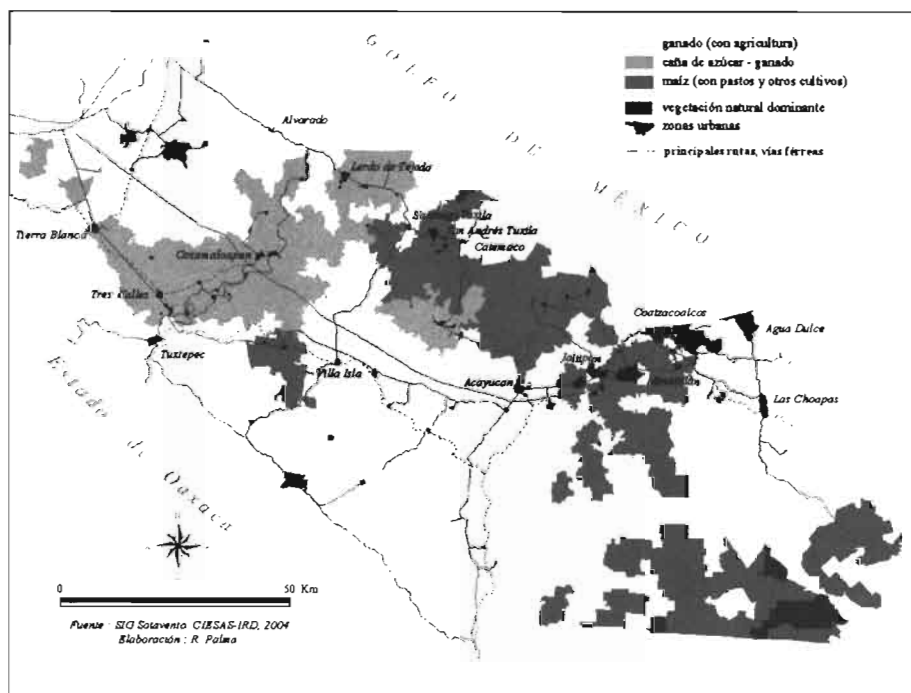 GOLFO DE MÉXICO
ganado (con agricultura)
caña de azúcar - ganado
maíz (con pastos y otros cultivos)
vegetación natural dominante
zonas urbanas
principales rutas, vías férreas
Alvarado
Lerdo de Tejada
Tuxtla
Andrés Tuxtla
Catemaco
Tierra Blanca
Cosamaloapan
Tres Valles
Tuxtepec
Villa Isla
Acayucan
Jáltipan
Coatzacoalcos
Agua Dulce
Las Choapas
Estado de Oaxaca
0 50 Km
Fuente : SIG Sotavento CIESAS-IRD, 2004
Elaboración : R. Palma